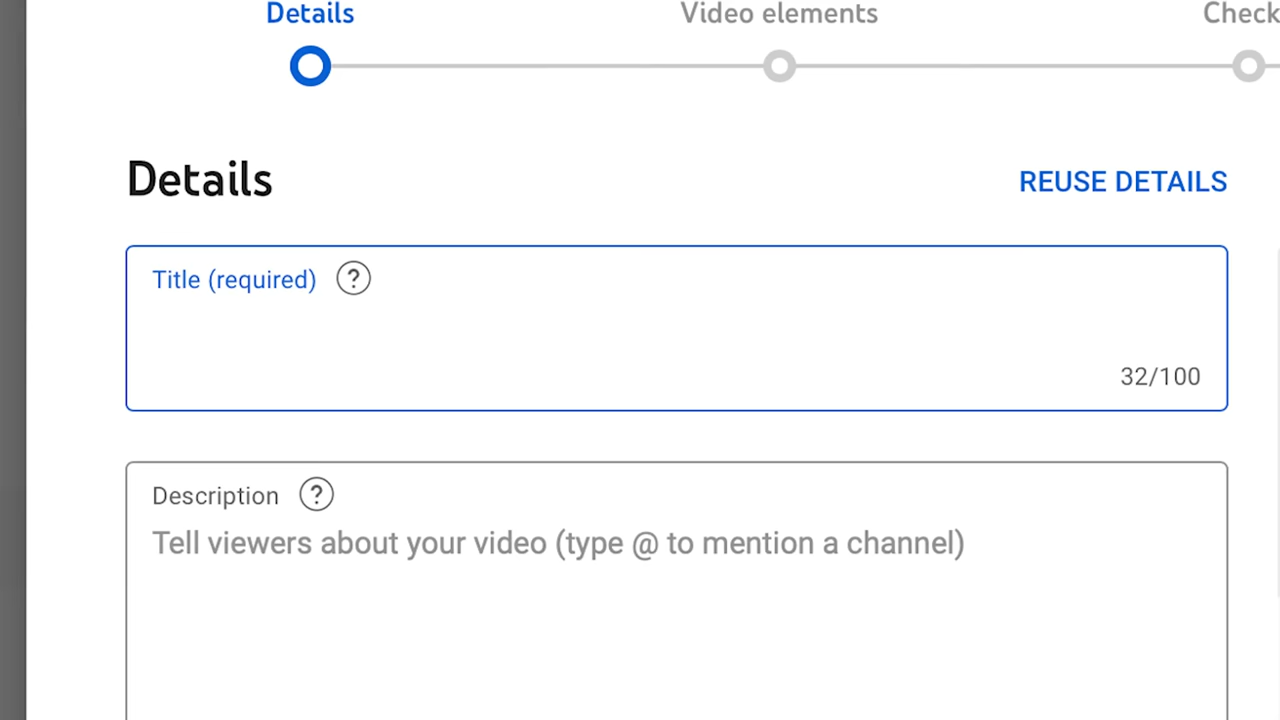 Details
Video elements
Check
Details
REUSE DETAILS
Title (required) ?
32/100
Description ?
Tell viewers about your video (type @ to mention a channel)